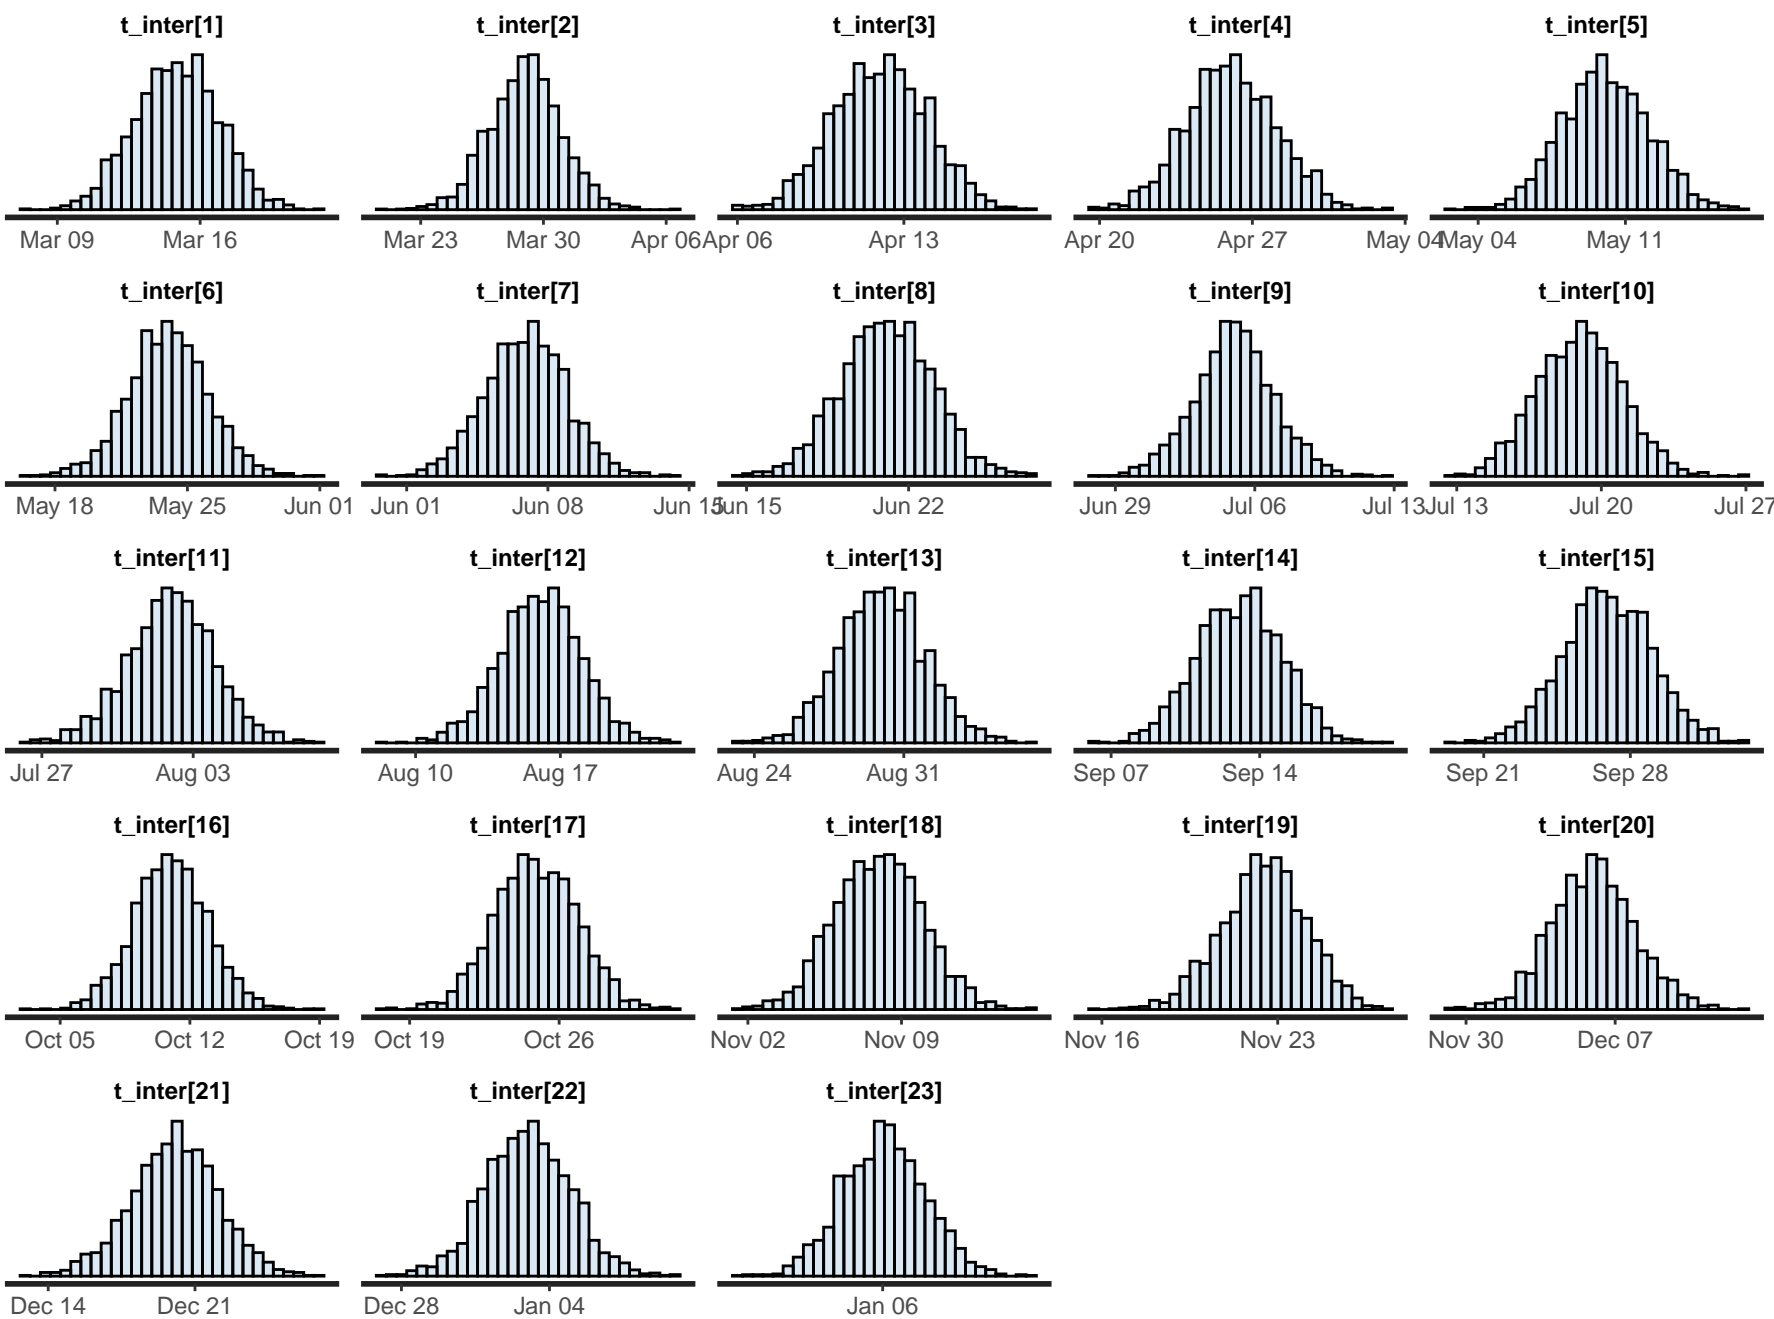 t_inter[1] t_inter[2] t_inter[3] t_inter[4] t_inter[5]
Mar 09 Mar 16 Mar 23 Mar 30 Apr 06 Apr 06 Apr 13 Apr 20 Apr 27 May 04 May 04 May 11
t_inter[6] t_inter[7] t_inter[8] t_inter[9] t_inter[10]
May 18 May 25 Jun 01 Jun 01 Jun 08 Jun 15 Jun 15 Jun 22 Jun 29 Jul 06 Jul 13 Jul 13 Jul 20 Jul 27
t_inter[11] t_inter[12] t_inter[13] t_inter[14] t_inter[15]
Jul 27 Aug 03 Aug 10 Aug 17 Aug 24 Aug 31 Sep 07 Sep 14 Sep 21 Sep 28
t_inter[16] t_inter[17] t_inter[18] t_inter[19] t_inter[20]
Oct 05 Oct 12 Oct 19 Oct 19 Oct 26 Nov 02 Nov 09 Nov 16 Nov 23 Nov 30 Dec 07
t_inter[21] t_inter[22] t_inter[23]
Dec 14 Dec 21 Dec 28 Jan 04 Jan 06